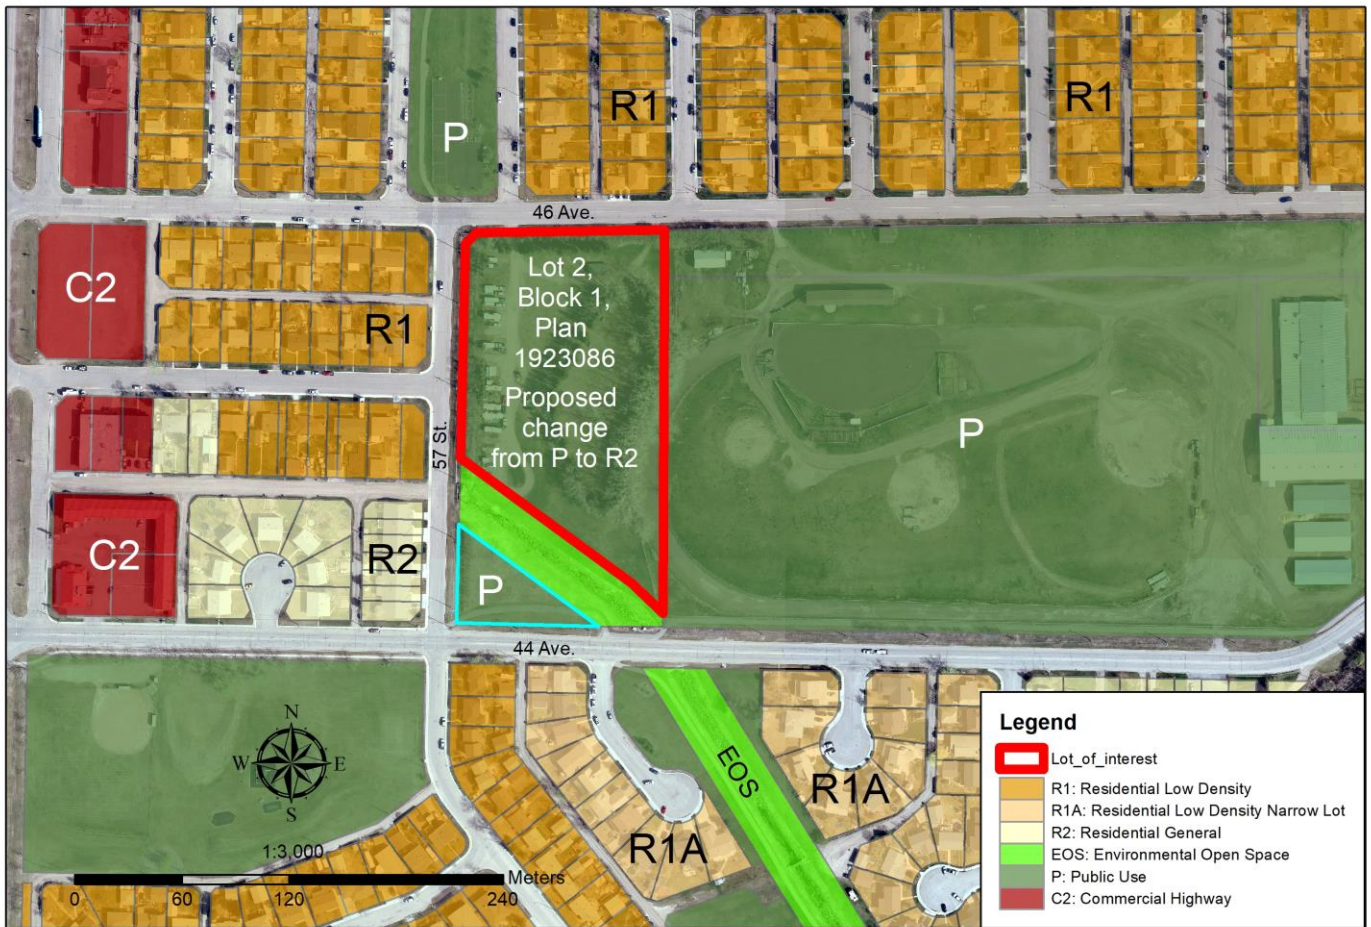 R1
R1
P
46 Ave.
C2
R1
Lot 2,
Block 1,
Plan
1923086
Proposed
change
from P to R2
P
57 St.
C2
R2
P
44 Ave.
N
W E
S
EOS
R1A
R1A
1:3,000
Meters
0 60 120 240
Legend
Lot_of_interest
R1: Residential Low Density
R1A: Residential Low Density Narrow Lot
R2: Residential General
EOS: Environmental Open Space
P: Public Use
C2: Commercial Highway